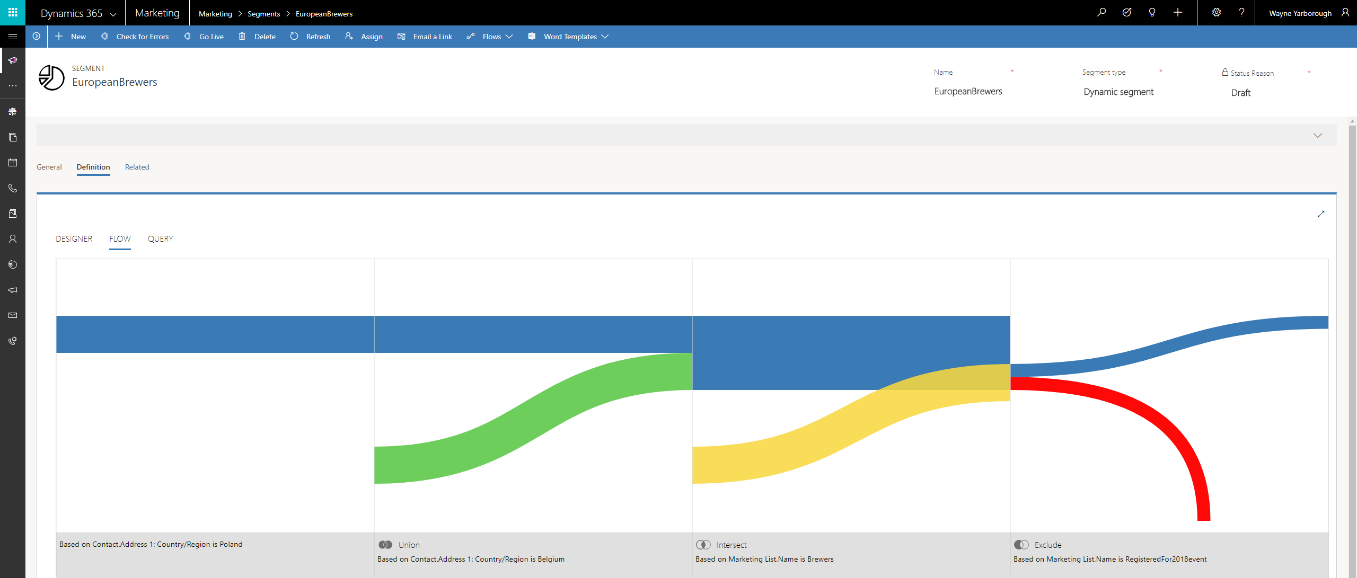 Dynamics 365 Marketing Marketing > Segments > EuropeanBrewers Wayne Yarborough
New Check for Errors Go Live Delete Refresh Assign Email a Link Flows Word Templates
SEGMENT
EuropeanBrewers
Name * Segment type * Status Reason *
EuropeanBrewers Dynamic segment Draft
General Definition Related
DESIGNER FLOW QUERY
Based on Contact.Address 1: Country/Region is Poland
Union
Based on Contact.Address 1: Country/Region is Belgium
Intersect
Based on Marketing List.Name is Brewers
Exclude
Based on Marketing List.Name is RegisteredFor2018event